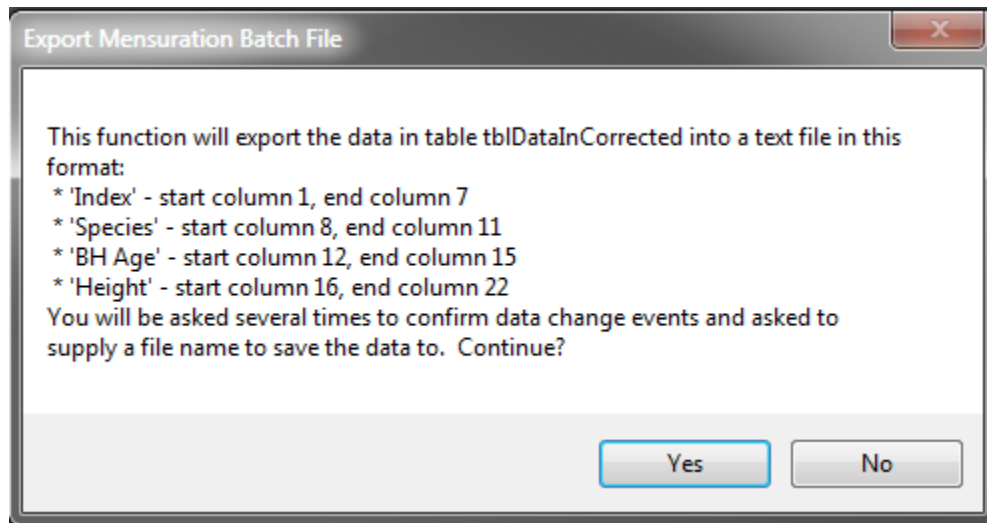 Export Mensuration Batch File
This function will export the data in table tblDataInCorrected into a text file in this
format:
* 'Index' - start column 1, end column 7
* 'Species' - start column 8, end column 11
* 'BH Age' - start column 12, end column 15
* 'Height' - start column 16, end column 22
You will be asked several times to confirm data change events and asked to
supply a file name to save the data to.  Continue?
Yes
No